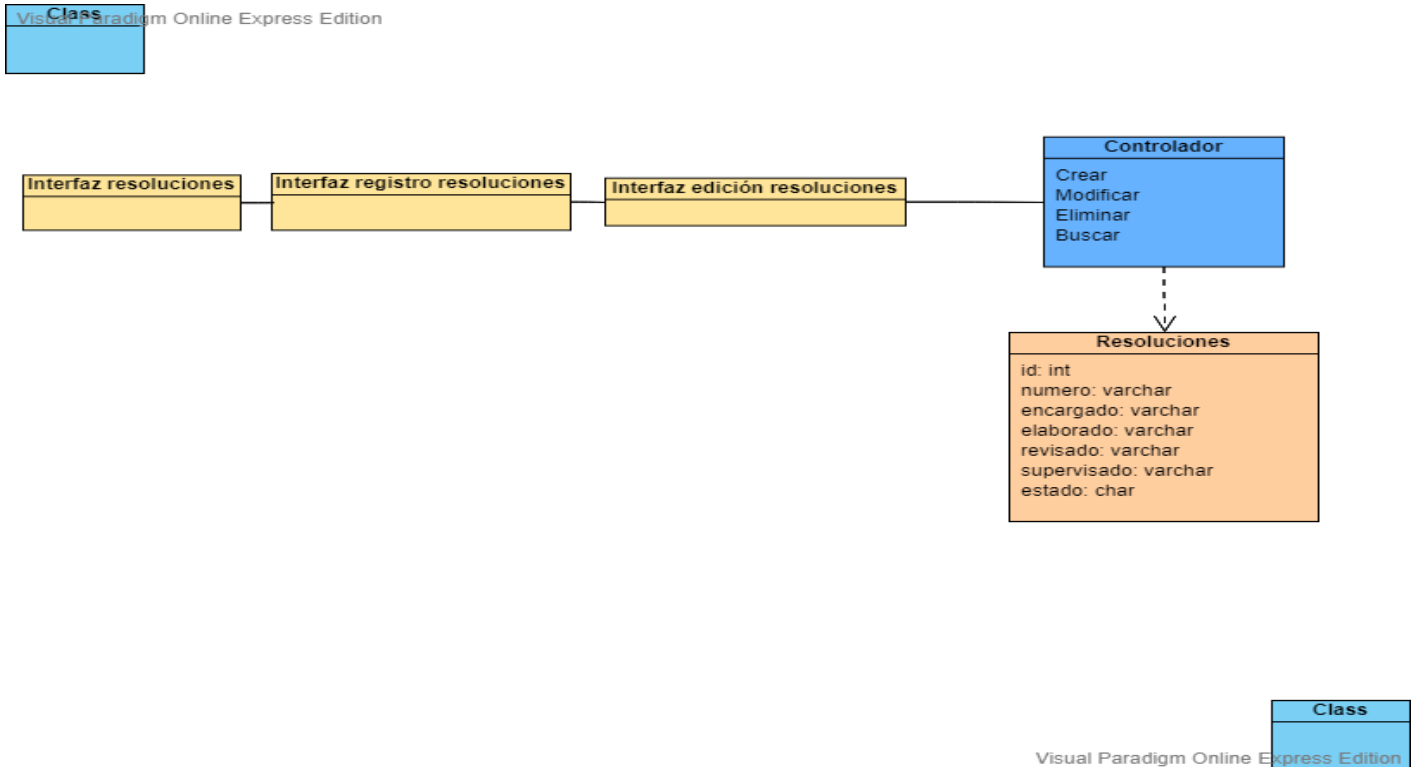 Class
Visual Paradigm Online Express Edition
Interfaz resoluciones
Interfaz registro resoluciones
Interfaz edición resoluciones
Controlador
Crear
Modificar
Eliminar
Buscar
Resoluciones
id: int
numero: varchar
encargado: varchar
elaborado: varchar
revisado: varchar
supervisado: varchar
estado: char
Class
Visual Paradigm Online Express Edition